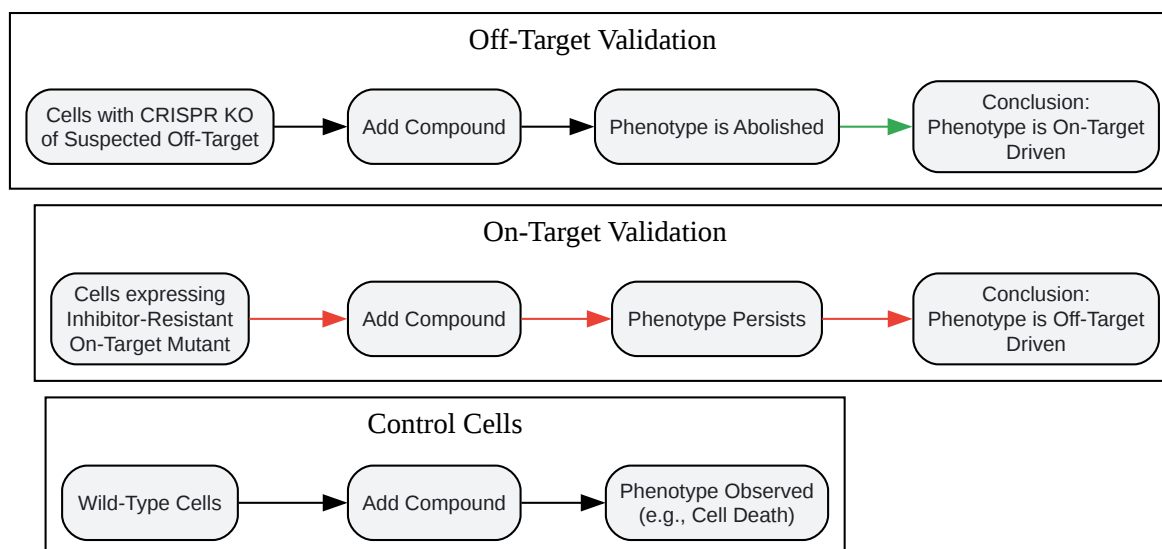 Off-Target Validation
Cells with CRISPR KO
of Suspected Off-Target
Add Compound
Phenotype is Abolished
Conclusion:
Phenotype is On-Target
Driven
On-Target Validation
Cells expressing
Inhibitor-Resistant
On-Target Mutant
Add Compound
Phenotype Persists
Conclusion:
Phenotype is Off-Target
Driven
Control Cells
Wild-Type Cells
Add Compound
Phenotype Observed
(e.g., Cell Death)